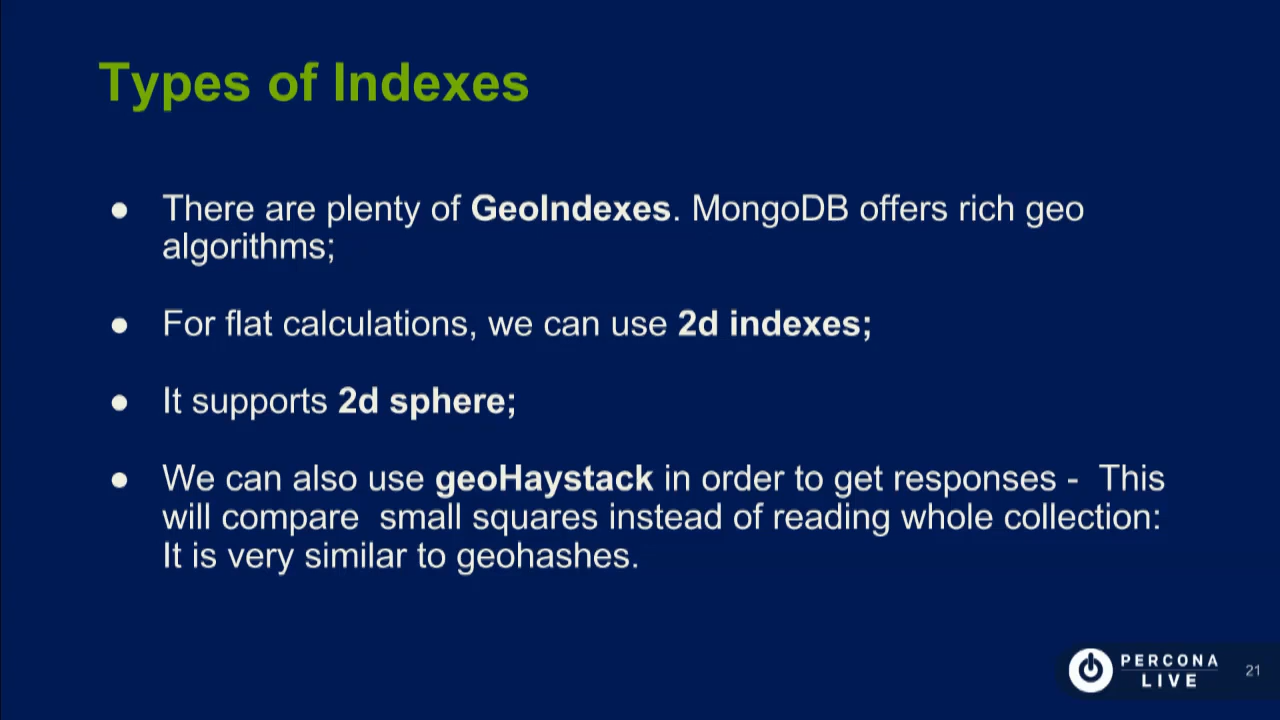 Types of Indexes
● There are plenty of GeoIndexes. MongoDB offers rich geo
algorithms;
● For flat calculations, we can use 2d indexes;
● It supports 2d sphere;
● We can also use geoHaystack in order to get responses -  This
will compare  small squares instead of reading whole collection:
It is very similar to geohashes.
PERCONA
LIVE
21